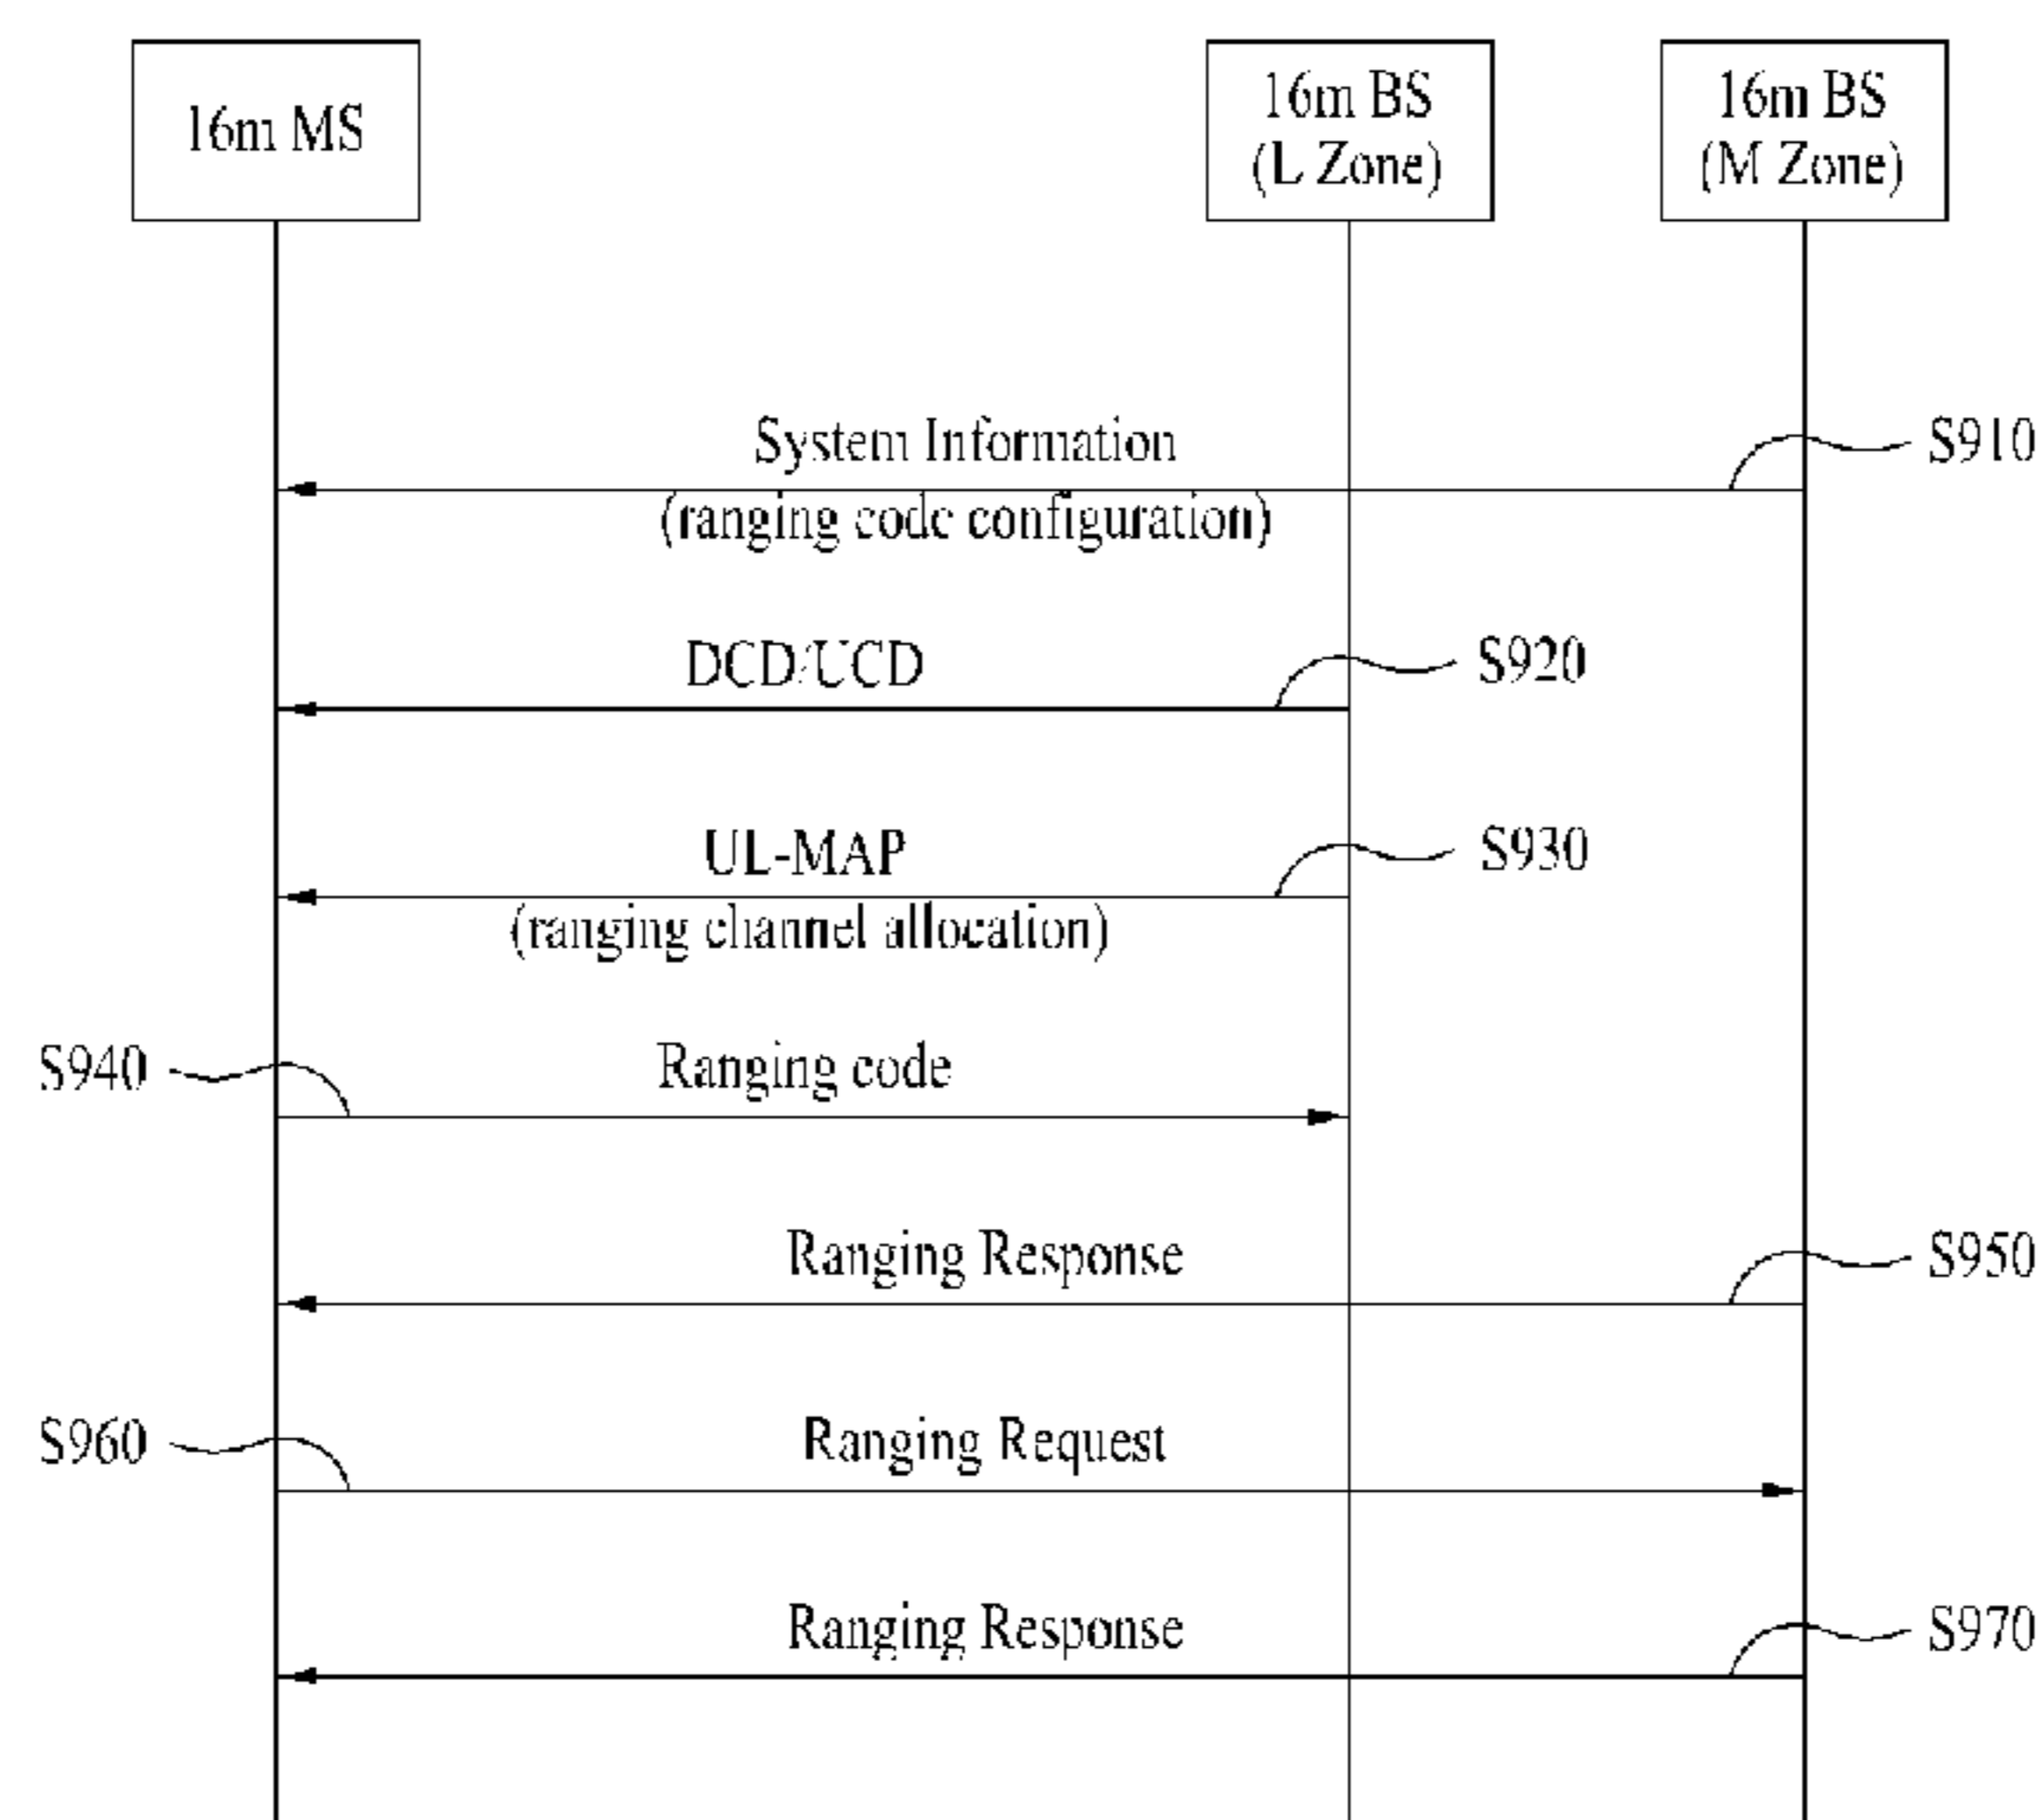 16m MS
16m BS
(L Zone)
16m BS
(M Zone)
System Information
S910
(ranging code configuration)
DCD/UCD
S920
UL-MAP
S930
(ranging channel allocation)
S940
Ranging code
Ranging Response
S950
S960
Ranging Request
Ranging Response
S970